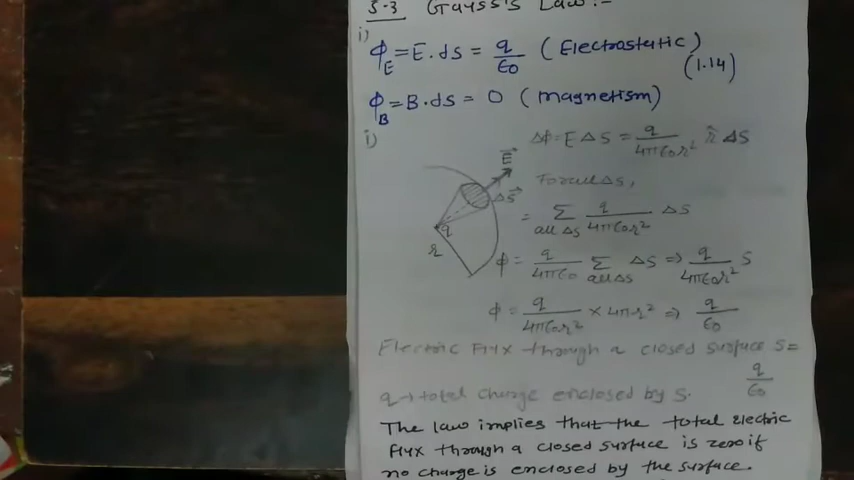 5.3 Gauss's Law :-
i)
ϕE = E.ds = q/ε0 (Electrostatic)
(1.14)
ϕB = B.ds = 0 (magnetism)
i)
Δϕ = EΔS = q/4πε0r² r̂ ΔS
E⃗
For all ΔS,
ΔS⃗
= Σ all ΔS q/4πε0r² ΔS
q
r
ϕ = q/4πε0 Σ all ΔS ΔS ⇒ q/4πε0r² S
ϕ = q/4πε0r² × 4πr² ⇒ q/ε0
Electric Flux through a closed surface S =
q/ε0
q → total charge enclosed by S.
The law implies that the total electric
flux through a closed surface is zero if
no charge is enclosed by the surface.